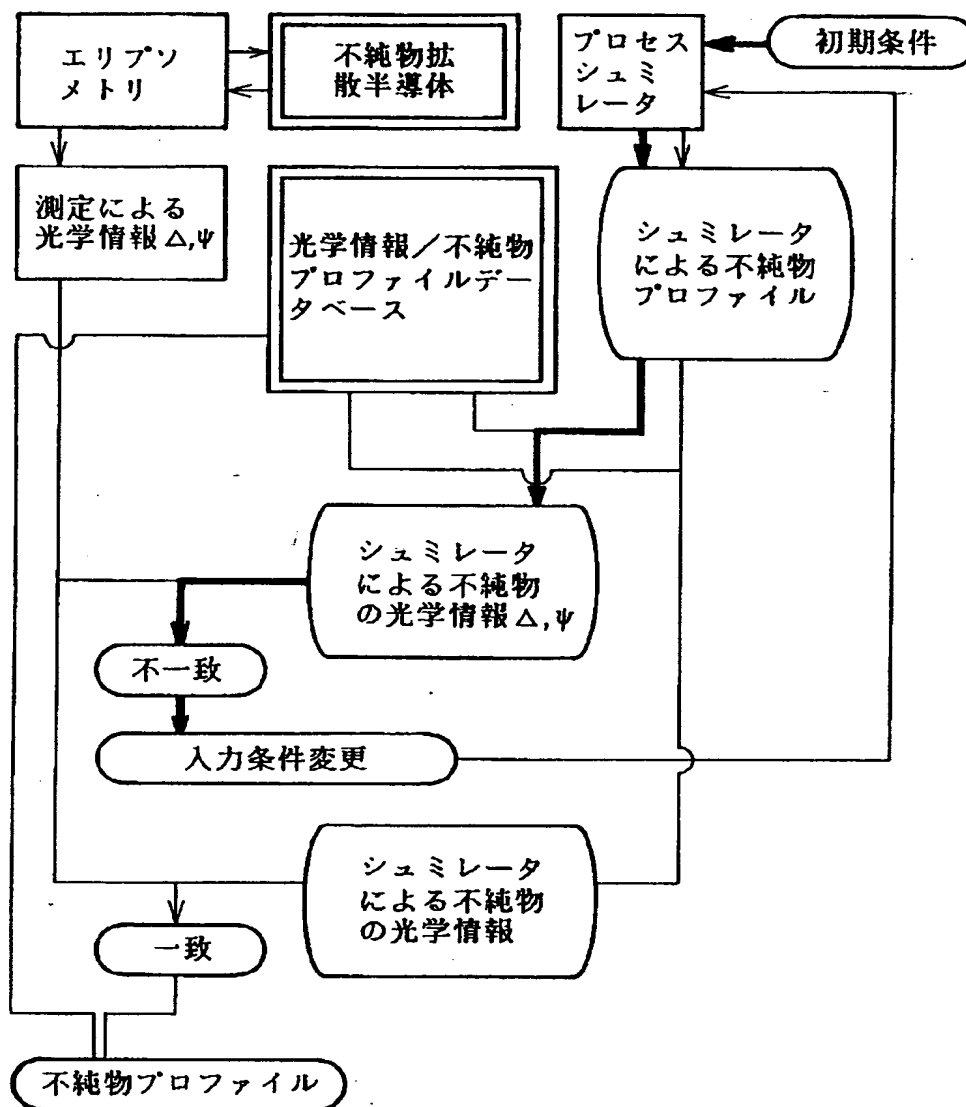 エリプソ
メトリ
不純物拡
散半導体
プロセス
シュミ
レータ
初期条件
測定による
光学情報△,ψ
光学情報/不純物
プロファイルデー
タベース
シュミレータ
による不純物
プロファイル
シュミレータ
による不純物
の光学情報△,ψ
不一致
入力条件変更
シュミレータ
による不純物
の光学情報
一致
不純物プロファイル